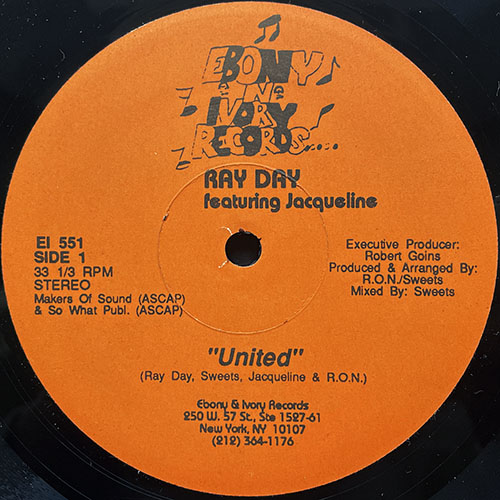 EBONY
'N'
IVORY
RECORDS.....
RAY DAY
featuring Jacqueline
EI 551
SIDE 1
33 1/3 RPM
STEREO
Makers Of Sound (ASCAP)
& So What Publ. (ASCAP)
Executive Producer:
Robert Goins
Produced & Arranged By:
R.O.N./Sweets
Mixed By: Sweets
"United"
(Ray Day, Sweets, Jacqueline & R.O.N.)
Ebony & Ivory Records
250 W. 57 St., Ste 1527-61
New York, NY 10107
(212) 364-1176